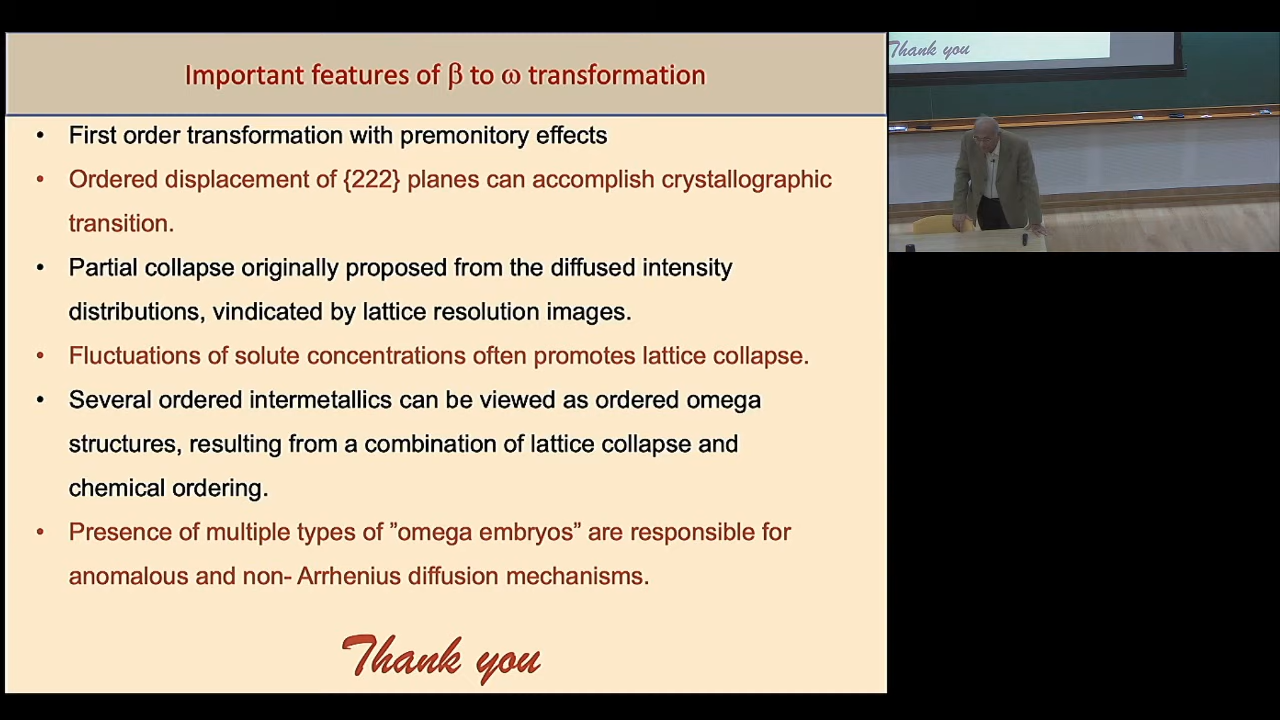 Important features of β to ω transformation
• First order transformation with premonitory effects
• Ordered displacement of {222} planes can accomplish crystallographic
transition.
• Partial collapse originally proposed from the diffused intensity
distributions, vindicated by lattice resolution images.
• Fluctuations of solute concentrations often promotes lattice collapse.
• Several ordered intermetallics can be viewed as ordered omega
structures, resulting from a combination of lattice collapse and
chemical ordering.
• Presence of multiple types of ”omega embryos” are responsible for
anomalous and non- Arrhenius diffusion mechanisms.
Thank you
Thank you